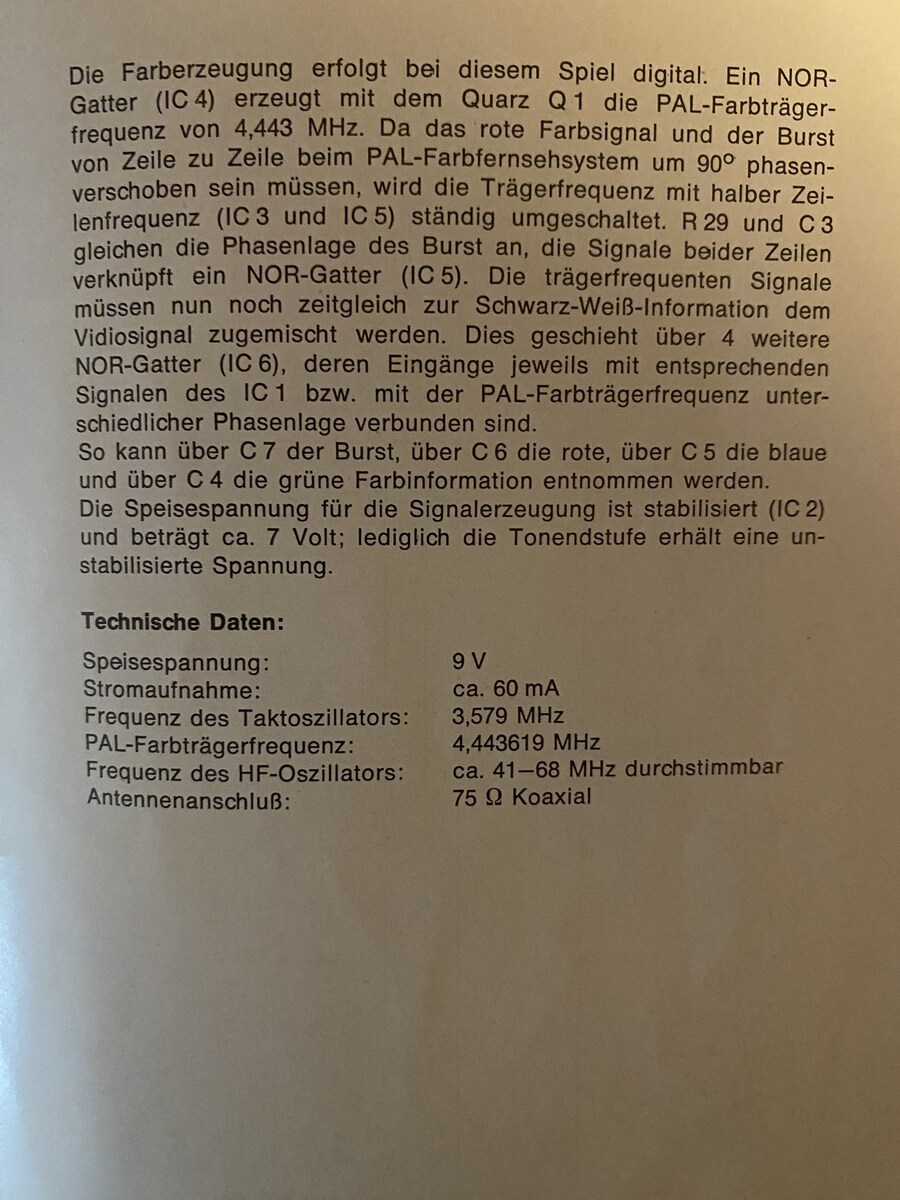 Die Farberzeugung erfolgt bei diesem Spiel digital. Ein NOR-
Gatter (IC 4) erzeugt mit dem Quarz Q 1 die PAL-Farbträger-
frequenz von 4,443 MHz. Da das rote Farbsignal und der Burst
von Zeile zu Zeile beim PAL-Farbfernsehsystem um 90º phasen-
verschoben sein müssen, wird die Trägerfrequenz mit halber Zei-
lenfrequenz (IC 3 und IC 5) ständig umgeschaltet. R 29 und C 3
gleichen die Phasenlage des Burst an, die Signale beider Zeilen
verknüpft ein NOR-Gatter (IC 5). Die trägerfrequenten Signale
müssen nun noch zeitgleich zur Schwarz-Weiß-Information dem
Vidiosignal zugemischt werden. Dies geschieht über 4 weitere
NOR-Gatter (IC 6), deren Eingänge jeweils mit entsprechenden
Signalen des IC 1 bzw. mit der PAL-Farbträgerfrequenz unter-
schiedlicher Phasenlage verbunden sind.
So kann über C 7 der Burst, über C 6 die rote, über C 5 die blaue
und über C 4 die grüne Farbinformation entnommen werden.
Die Speisespannung für die Signalerzeugung ist stabilisiert (IC 2)
und beträgt ca. 7 Volt; lediglich die Tonendstufe erhält eine un-
stabilisierte Spannung.
Technische Daten:
Speisespannung: 9 V
Stromaufnahme: ca. 60 mA
Frequenz des Taktoszillators: 3,579 MHz
PAL-Farbträgerfrequenz: 4,443619 MHz
Frequenz des HF-Oszillators: ca. 41–68 MHz durchstimmbar
Antennenanschluß: 75 Ω Koaxial